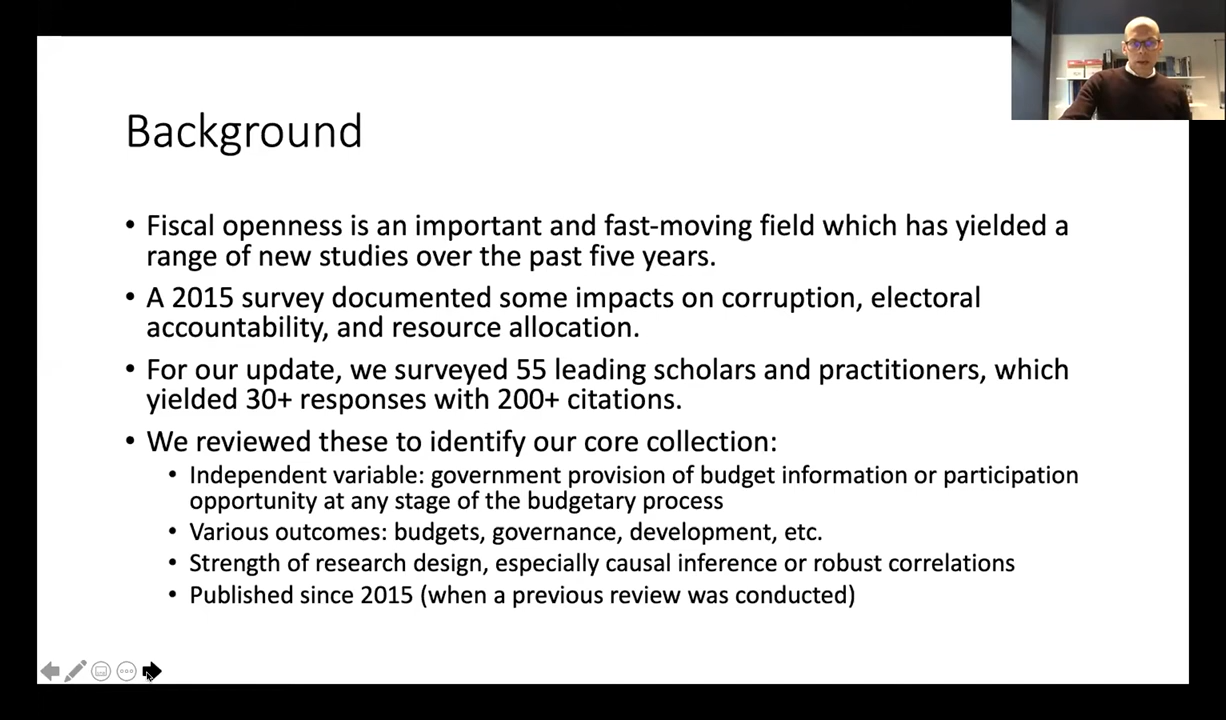 Background
• Fiscal openness is an important and fast-moving field which has yielded a
range of new studies over the past five years.
• A 2015 survey documented some impacts on corruption, electoral
accountability, and resource allocation.
• For our update, we surveyed 55 leading scholars and practitioners, which
yielded 30+ responses with 200+ citations.
• We reviewed these to identify our core collection:
• Independent variable: government provision of budget information or participation
opportunity at any stage of the budgetary process
• Various outcomes: budgets, governance, development, etc.
• Strength of research design, especially causal inference or robust correlations
• Published since 2015 (when a previous review was conducted)